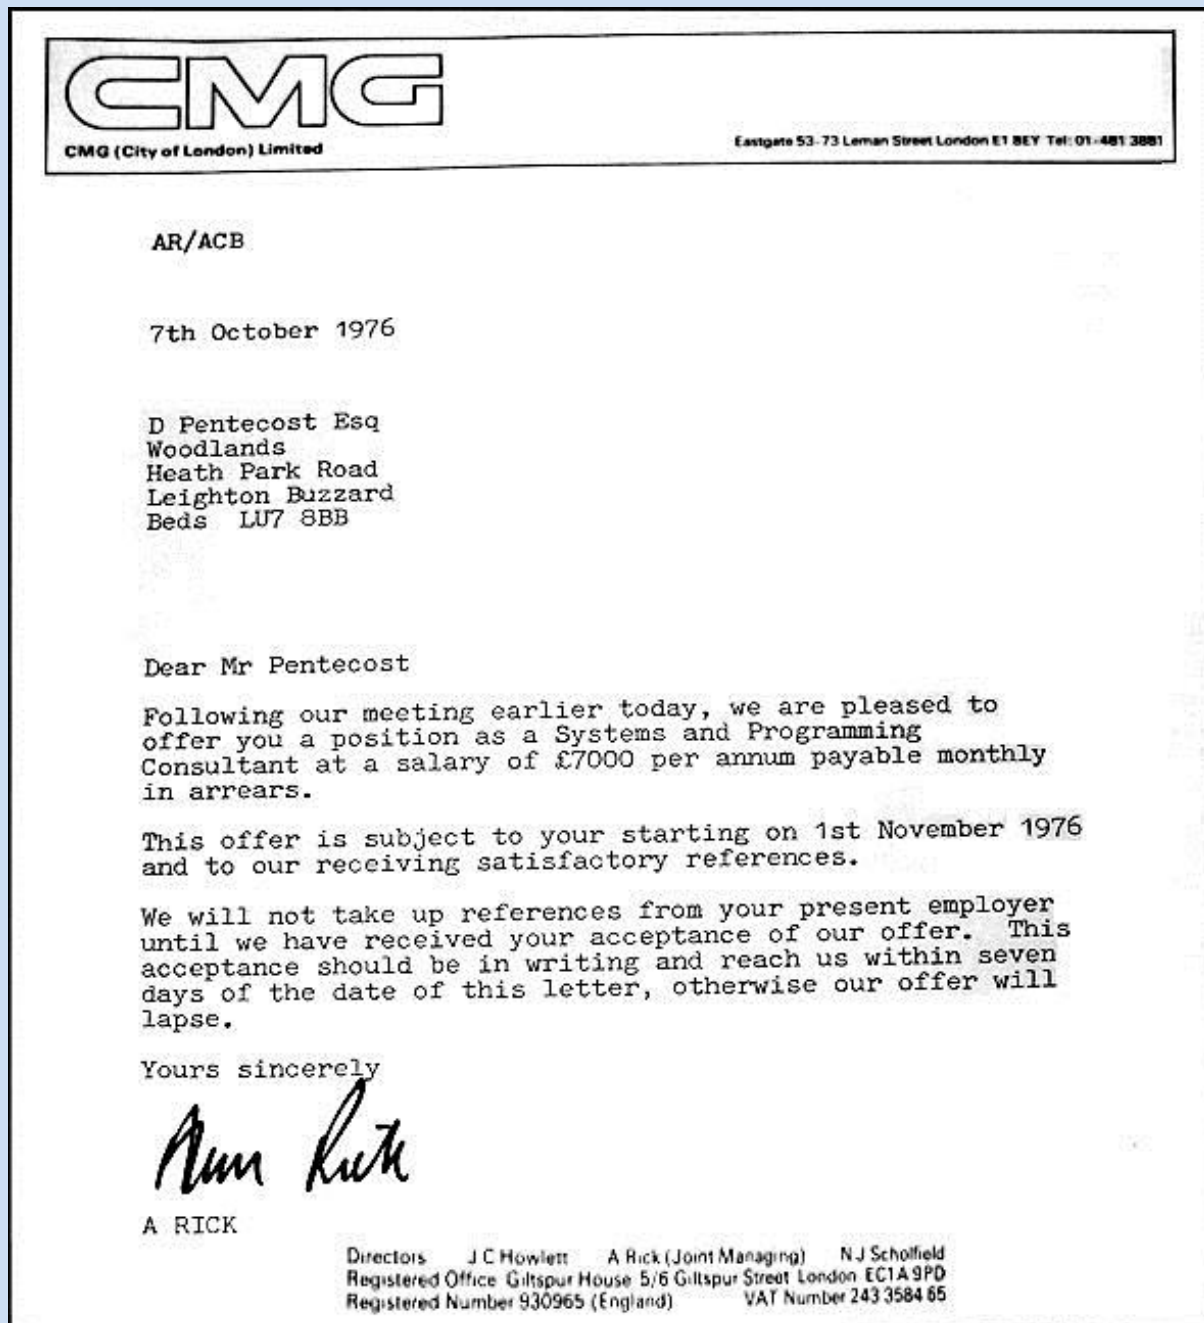 CMG
CMG (City of London) Limited
Eastgate 53-73 Leman Street London E1 8EY Tel: 01-481 3881
AR/ACB
7th October 1976
D Pentecost Esq
Woodlands
Heath Park Road
Leighton Buzzard
Beds LU7 8BB
Dear Mr Pentecost
Following our meeting earlier today, we are pleased to
offer you a position as a Systems and Programming
Consultant at a salary of £7000 per annum payable monthly
in arrears.
This offer is subject to your starting on 1st November 1976
and to our receiving satisfactory references.
We will not take up references from your present employer
until we have received your acceptance of our offer. This
acceptance should be in writing and reach us within seven
days of the date of this letter, otherwise our offer will
lapse.
Yours sincerely
A RICK
Directors J C Howlett A Rick (Joint Managing) N J Scholfield
Registered Office Giltspur House 5/6 Giltspur Street London EC1A 9PD
Registered Number 930965 (England) VAT Number 243 3584 65